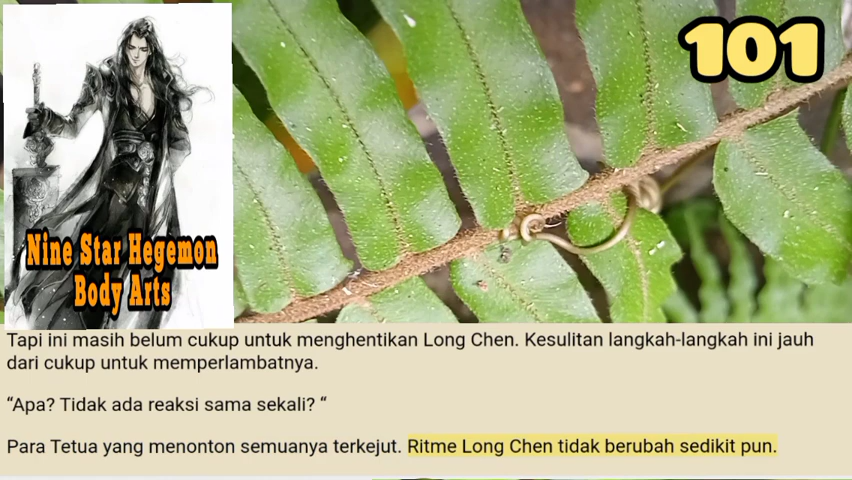 101
Nine Star Hegemon
Body Arts
Tapi ini masih belum cukup untuk menghentikan Long Chen. Kesulitan langkah-langkah ini jauh
dari cukup untuk memperlambatnya.
“Apa? Tidak ada reaksi sama sekali? “
Para Tetua yang menonton semuanya terkejut. Ritme Long Chen tidak berubah sedikit pun.